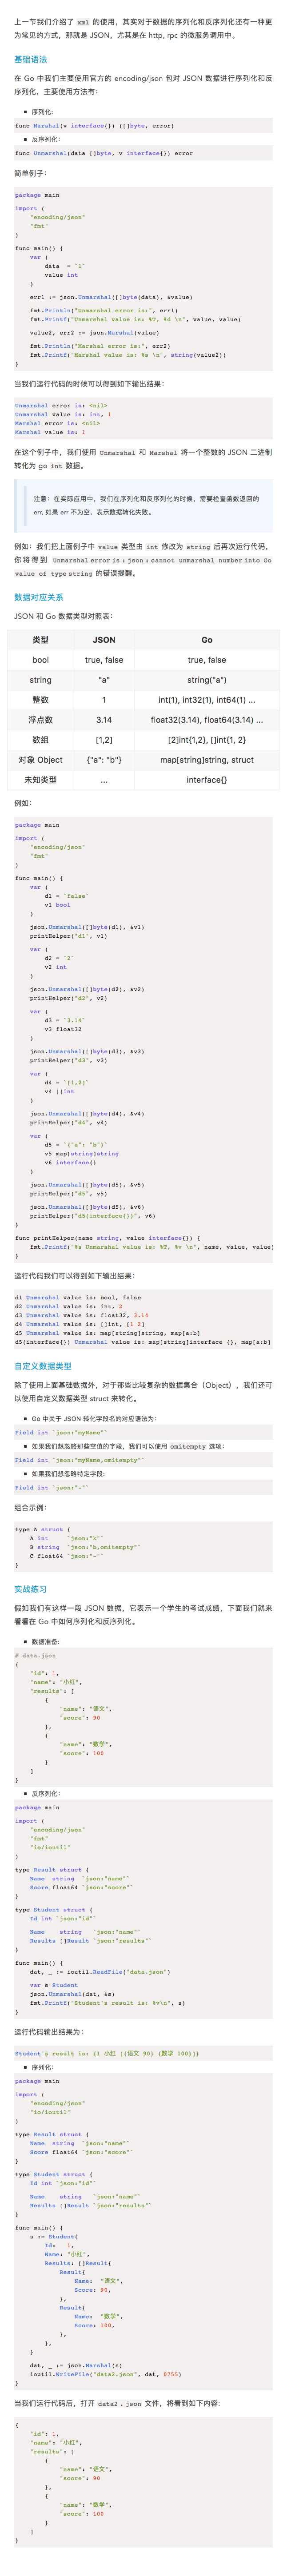 上一节我们介绍了 xml 的使用，其实对于数据的序列化和反序列化还有一种更
为常见的方式，那就是 JSON，尤其是在 http, rpc 的微服务调用中。
基础语法
在 Go 中我们主要使用官方的 encoding/json 包对 JSON 数据进行序列化和反
序列化，主要使用方法有：
序列化:
func Marshal(v interface{}) ([]byte, error)
反序列化:
func Unmarshal(data []byte, v interface{}) error
简单例子：
package main
import (
"encoding/json"
"fmt"
)
func main() {
var (
data = `1`
value int
)
err1 := json.Unmarshal([]byte(data), &value)
fmt.Println("Unmarshal error is:", err1)
fmt.Printf("Unmarshal value is: %T, %d \n", value, value)
value2, err2 := json.Marshal(value)
fmt.Println("Marshal error is:", err2)
fmt.Printf("Marshal value is: %s \n", string(value2))
}
当我们运行代码的时候可以得到如下输出结果：
Unmarshal error is: <nil>
Unmarshal value is: int, 1
Marshal error is: <nil>
Marshal value is: 1
在这个例子中，我们使用 Unmarshal 和 Marshal 将一个整数的 JSON 二进制
转化为 go int 数据。
注意：在实际应用中，我们在序列化和反序列化的时候，需要检查函数返回的
err, 如果 err 不为空，表示数据转化失败。
例如：我们把上面例子中 value 类型由 int 修改为 string 后再次运行代码，
你将得到 Unmarshal error is: json: cannot unmarshal number into Go
value of type string 的错误提醒。
数据对应关系
JSON 和 Go 数据类型对照表：
类型 JSON Go
bool true, false true, false
string "a" string("a")
整数 1 int(1), int32(1), int64(1) ...
浮点数 3.14 float32(3.14), float64(3.14) ...
数组 [1,2] [2]int{1,2}, []int{1, 2}
对象 Object {"a": "b"} map[string]string, struct
未知类型 ... interface{}
例如：
package main
import (
"encoding/json"
"fmt"
)
func main() {
var (
d1 = `false`
v1 bool
)
json.Unmarshal([]byte(d1), &v1)
printHelper("d1", v1)
var (
d2 = `2`
v2 int
)
json.Unmarshal([]byte(d2), &v2)
printHelper("d2", v2)
var (
d3 = `3.14`
v3 float32
)
json.Unmarshal([]byte(d3), &v3)
printHelper("d3", v3)
var (
d4 = `[1,2]`
v4 []int
)
json.Unmarshal([]byte(d4), &v4)
printHelper("d4", v4)
var (
d5 = `{"a": "b"}`
v5 map[string]string
v6 interface{}
)
json.Unmarshal([]byte(d5), &v5)
printHelper("d5", v5)
json.Unmarshal([]byte(d5), &v6)
printHelper("d5(interface{})", v6)
}
func printHelper(name string, value interface{}) {
fmt.Printf("%s Unmarshal value is: %T, %v \n", name, value, value
}
运行代码我们可以得到如下输出结果：
d1 Unmarshal value is: bool, false
d2 Unmarshal value is: int, 2
d3 Unmarshal value is: float32, 3.14
d4 Unmarshal value is: []int, [1 2]
d5 Unmarshal value is: map[string]string, map[a:b]
d5(interface{}) Unmarshal value is: map[string]interface {}, map[a:b]
自定义数据类型
除了使用上面基础数据外，对于那些比较复杂的数据集合（Object），我们还可
以使用自定义数据类型 struct 来转化。
Go 中关于 JSON 转化字段名的对应语法为：
Field int `json:"myName"`
如果我们想忽略那些空值的字段，我们可以使用 omitempty 选项：
Field int `json:"myName,omitempty"`
如果我们想忽略特定字段:
Field int `json:"-"`
组合示例：
type A struct {
A int `json:"k"`
B string `json:"b,omitempty"`
C float64 `json:"-"`
}
实战练习
假如我们有这样一段 JSON 数据，它表示一个学生的考试成绩，下面我们就来
看看在 Go 中如何序列化和反序列化。
数据准备:
# data.json
{
"id": 1,
"name": "小红",
"results": [
{
"name": "语文",
"score": 90
},
{
"name": "数学",
"score": 100
}
]
}
反序列化：
package main
import (
"encoding/json"
"fmt"
"io/ioutil"
)
type Result struct {
Name string `json:"name"`
Score float64 `json:"score"`
}
type Student struct {
Id int `json:"id"`
Name string `json:"name"`
Results []Result `json:"results"`
}
func main() {
dat, _ := ioutil.ReadFile("data.json")
var s Student
json.Unmarshal(dat, &s)
fmt.Printf("Student's result is: %v\n", s)
}
运行代码输出结果为：
Student's result is: {1 小红 [{语文 90} {数学 100}]}
序列化：
package main
import (
"encoding/json"
"io/ioutil"
)
type Result struct {
Name string `json:"name"`
Score float64 `json:"score"`
}
type Student struct {
Id int `json:"id"`
Name string `json:"name"`
Results []Result `json:"results"`
}
func main() {
s := Student{
Id: 1,
Name: "小红",
Results: []Result{
Result{
Name: "语文",
Score: 90,
},
Result{
Name: "数学",
Score: 100,
},
},
}
dat, _ := json.Marshal(s)
ioutil.WriteFile("data2.json", dat, 0755)
}
当我们运行代码后，打开 data2.json 文件，将看到如下内容:
{
"id": 1,
"name": "小红",
"results": [
{
"name": "语文",
"score": 90
},
{
"name": "数学",
"score": 100
}
]
}